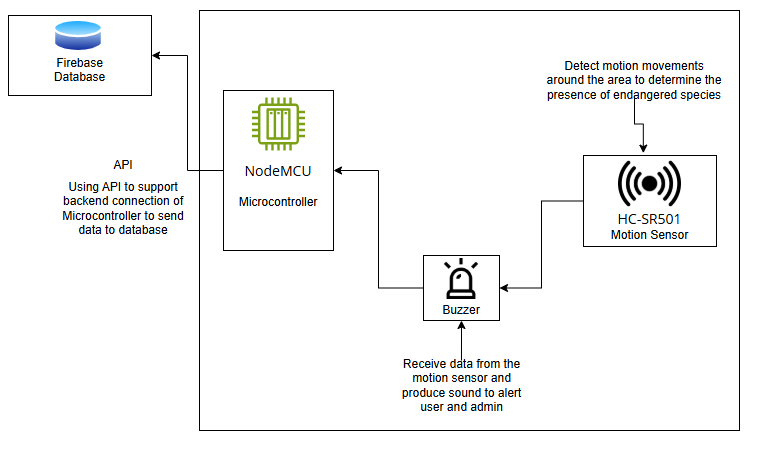 Firebase
Database
Detect motion movements
around the area to determine the
presence of endangered species
API
Using API to support
backend connection of
Microcontroller to send
data to database
NodeMCU
Microcontroller
HC-SR501
Motion Sensor
Buzzer
Receive data from the
motion sensor and
produce sound to alert
user and admin